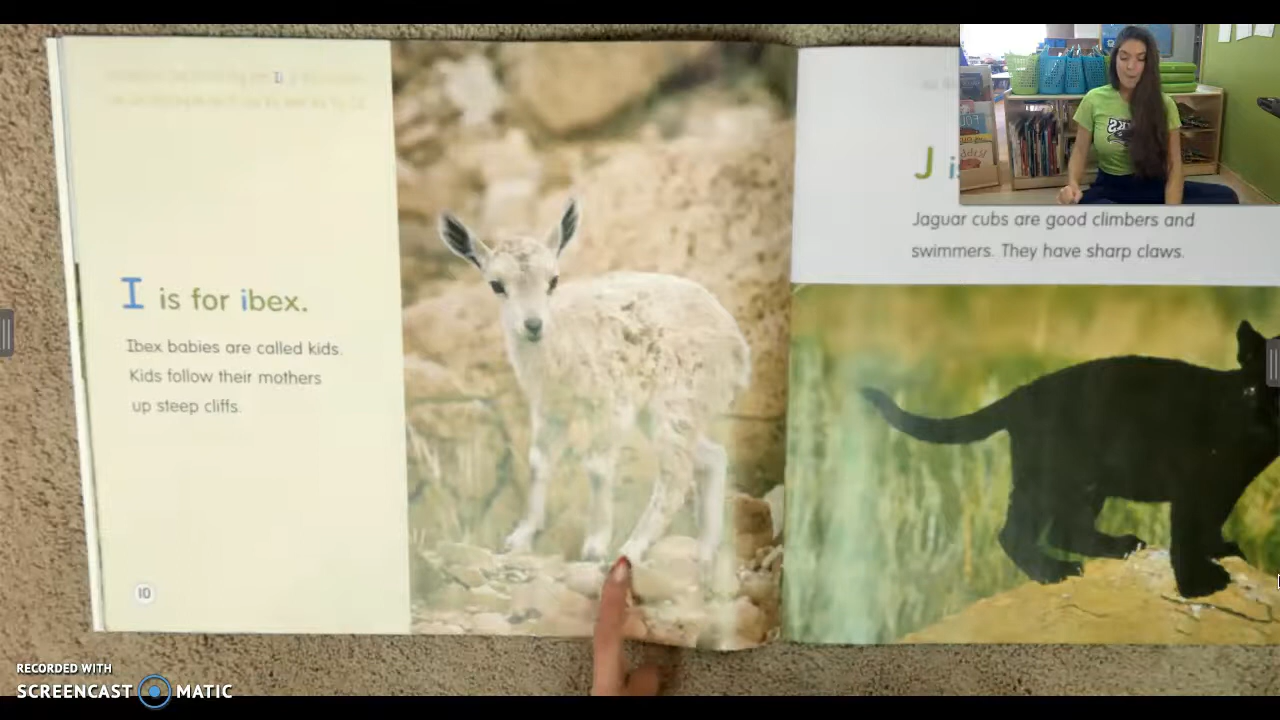 I is for ibex.
Ibex babies are called kids.
Kids follow their mothers
up steep cliffs.
10
J is
Jaguar cubs are good climbers and
swimmers. They have sharp claws.
RECORDED WITH
SCREENCAST MATIC